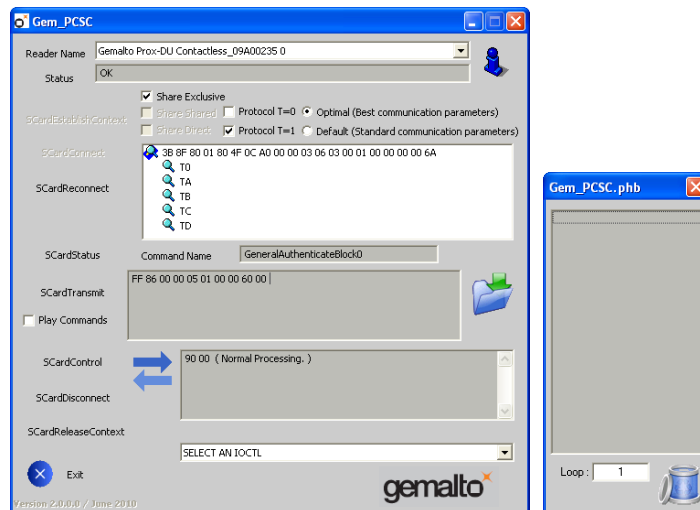 Gem_PCSC
Reader Name Gemalto Prox-DU Contactless_09A00235 0
Status OK
Share Exclusive
SCardEstablishContext Share Shared Protocol T=0 Optimal (Best communication parameters)
Share Direct Protocol T=1 Default (Standard communication parameters)
SCardConnect 3B 8F 80 01 80 4F 0C A0 00 00 03 06 03 00 01 00 00 00 00 6A
T0
TA
SCardReconnect
TB
TC
TD
SCardStatus Command Name GeneralAuthenticateBlock0
FF 86 00 00 05 01 00 00 60 00
SCardTransmit
Play Commands
SCardControl 90 00 ( Normal Processing. )
SCardDisconnect
SCardReleaseContext
SELECT AN IOCTL
Exit
gemalto
Version 2.0.0.0 / June 2010
Gem_PCSC.phb
Loop : 1